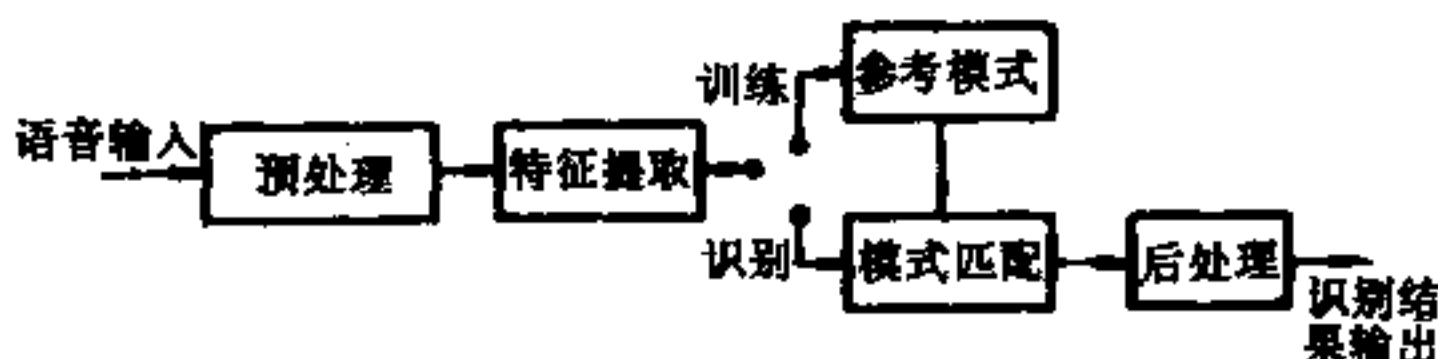 语音输入
预处理
特征提取
训练
参考模式
识别
模式匹配
后处理
识别结
果输出